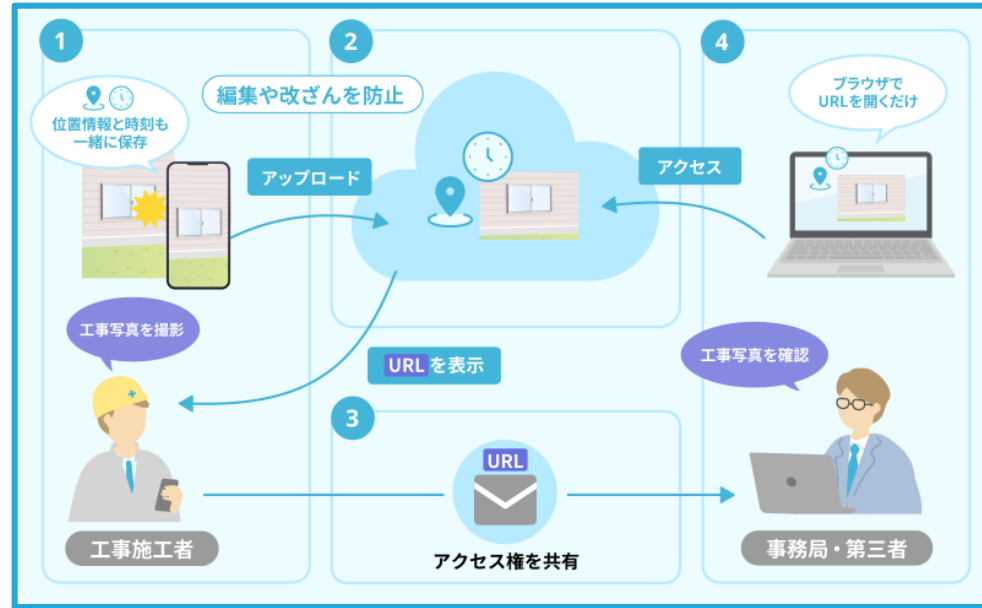 1
位置情報と時刻も
一緒に保存
工事写真を撮影
工事施工者
2
編集や改ざんを防止
アップロード
アクセス
URLを表示
3
URL
アクセス権を共有
4
ブラウザで
URLを開くだけ
工事写真を確認
事務局・第三者